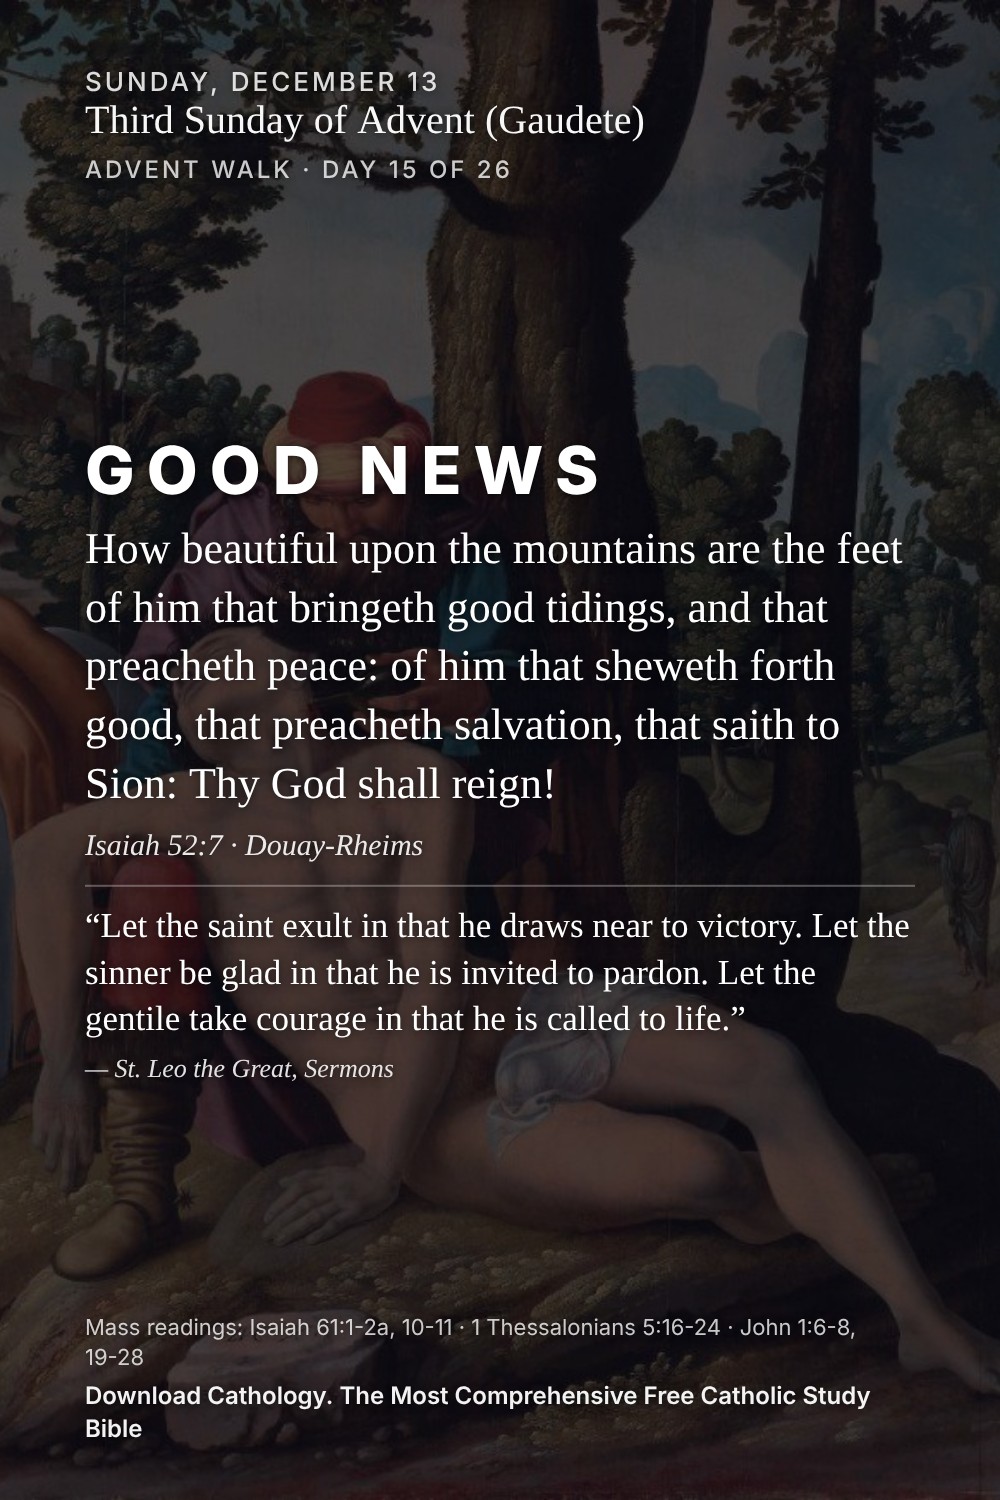 SUNDAY, DECEMBER 13
Third Sunday of Advent (Gaudete)
ADVENT WALK · DAY 15 OF 26
GOOD NEWS
How beautiful upon the mountains are the feet
of him that bringeth good tidings, and that
preacheth peace: of him that sheweth forth
good, that preacheth salvation, that saith to
Sion: Thy God shall reign!
Isaiah 52:7 · Douay-Rheims
“Let the saint exult in that he draws near to victory. Let the
sinner be glad in that he is invited to pardon. Let the
gentile take courage in that he is called to life.”
— St. Leo the Great, Sermons
Mass readings: Isaiah 61:1-2a, 10-11 · 1 Thessalonians 5:16-24 · John 1:6-8,
19-28
Download Cathology. The Most Comprehensive Free Catholic Study
Bible